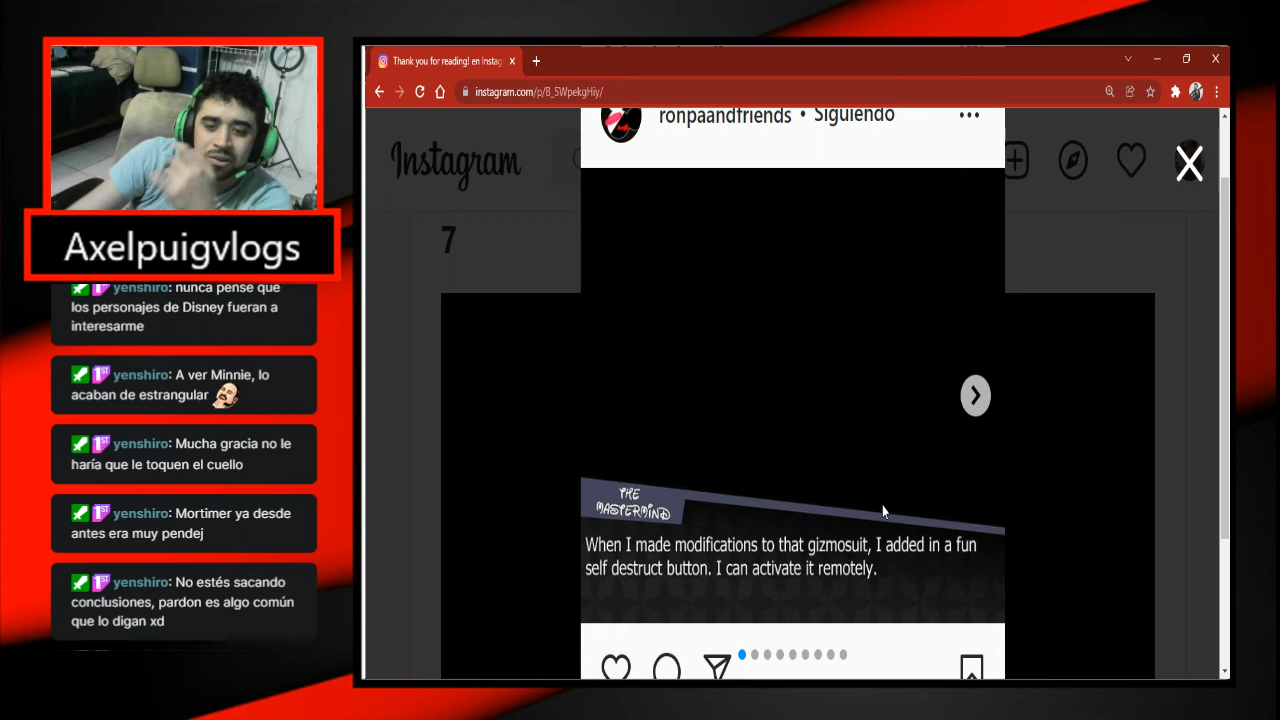 Axelpuigvlogs
yenshiro: nunca pense que
los personajes de Disney fueran a
interesarme
yenshiro: A ver Minnie, lo
acaban de estrangular
yenshiro: Mucha gracia no le
haría que le toquen el cuello
yenshiro: Mortimer ya desde
antes era muy pendej
yenshiro: No estés sacando
conclusiones, pardon es algo común
que lo digan xd
Thank you for reading! en Instag
instagram.com/p/B_SWpekgHiy/
ronpaandfriends • Siguiendo
Instagram
7
THE
MASTERMIND
When I made modifications to that gizmosuit, I added in a fun
self destruct button. I can activate it remotely.